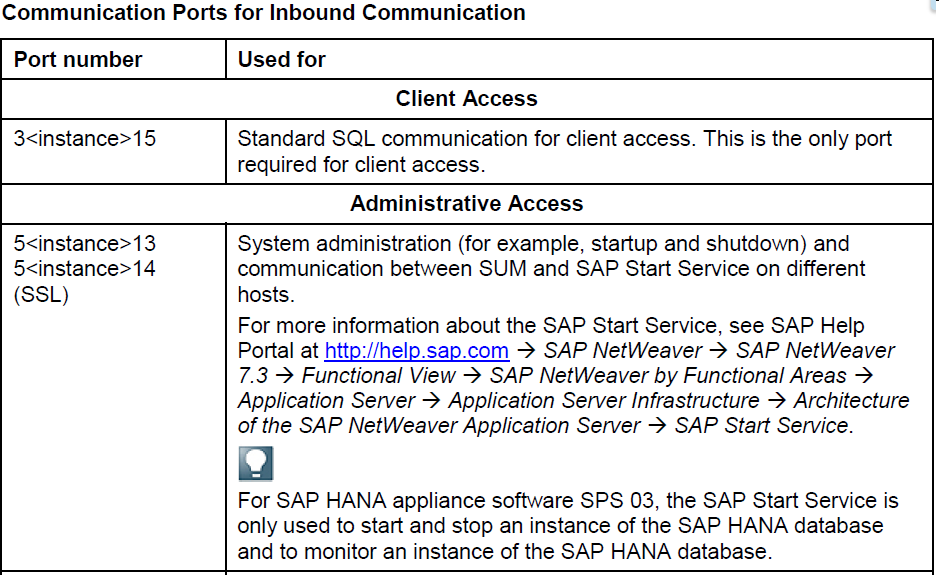 Communication Ports for Inbound Communication
Port number Used for
Client Access
3<instance>15 Standard SQL communication for client access. This is the only port
required for client access.
Administrative Access
5<instance>13 System administration (for example, startup and shutdown) and
5<instance>14 communication between SUM and SAP Start Service on different
(SSL) hosts.
For more information about the SAP Start Service, see SAP Help
Portal at http://help.sap.com → SAP NetWeaver → SAP NetWeaver
7.3 → Functional View → SAP NetWeaver by Functional Areas →
Application Server → Application Server Infrastructure → Architecture
of the SAP NetWeaver Application Server → SAP Start Service.
For SAP HANA appliance software SPS 03, the SAP Start Service is
only used to start and stop an instance of the SAP HANA database
and to monitor an instance of the SAP HANA database.